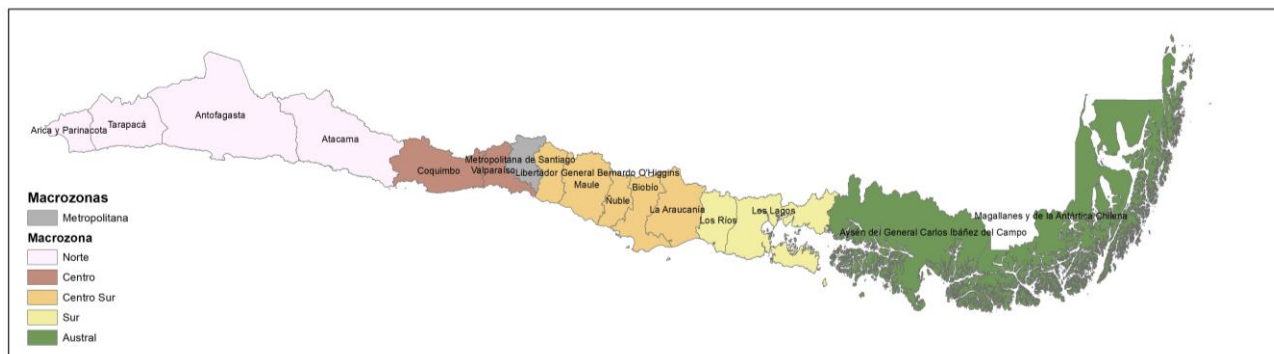 Arica y Parinacota
Tarapacá
Antofagasta
Atacama
Coquimbo
Metropolitana de Santiago
Valparaíso
Libertador General Bernardo O'Higgins
Maule
Ñuble
Biobío
La Araucanía
Los Ríos
Los Lagos
Aysén del General Carlos Ibáñez del Campo
Magallanes y de la Antártica Chilena
Macrozonas
Metropolitana
Macrozona
Norte
Centro
Centro Sur
Sur
Austral